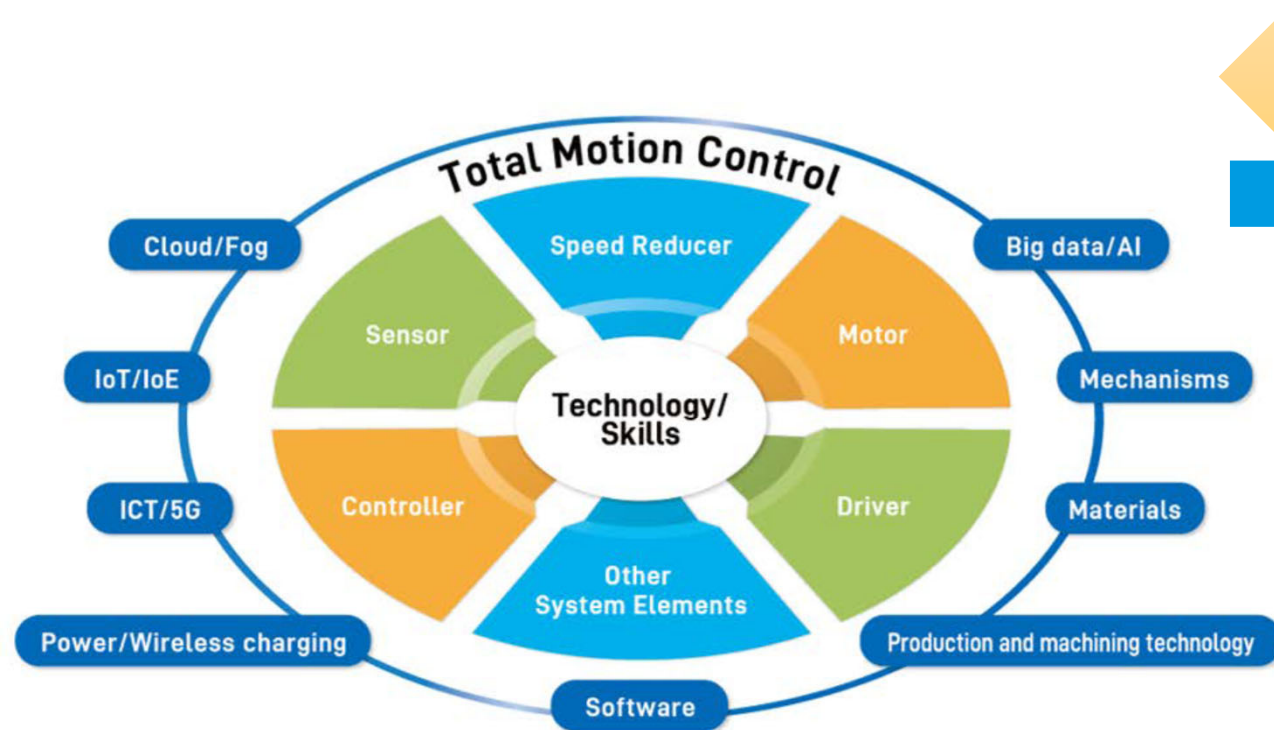 Total Motion Control
Cloud/Fog
Speed Reducer
Big data/AI
Sensor
Motor
IoT/IoE
Mechanisms
Technology/
Skills
ICT/5G
Controller
Driver
Materials
Other
System Elements
Power/Wireless charging
Production and machining technology
Software